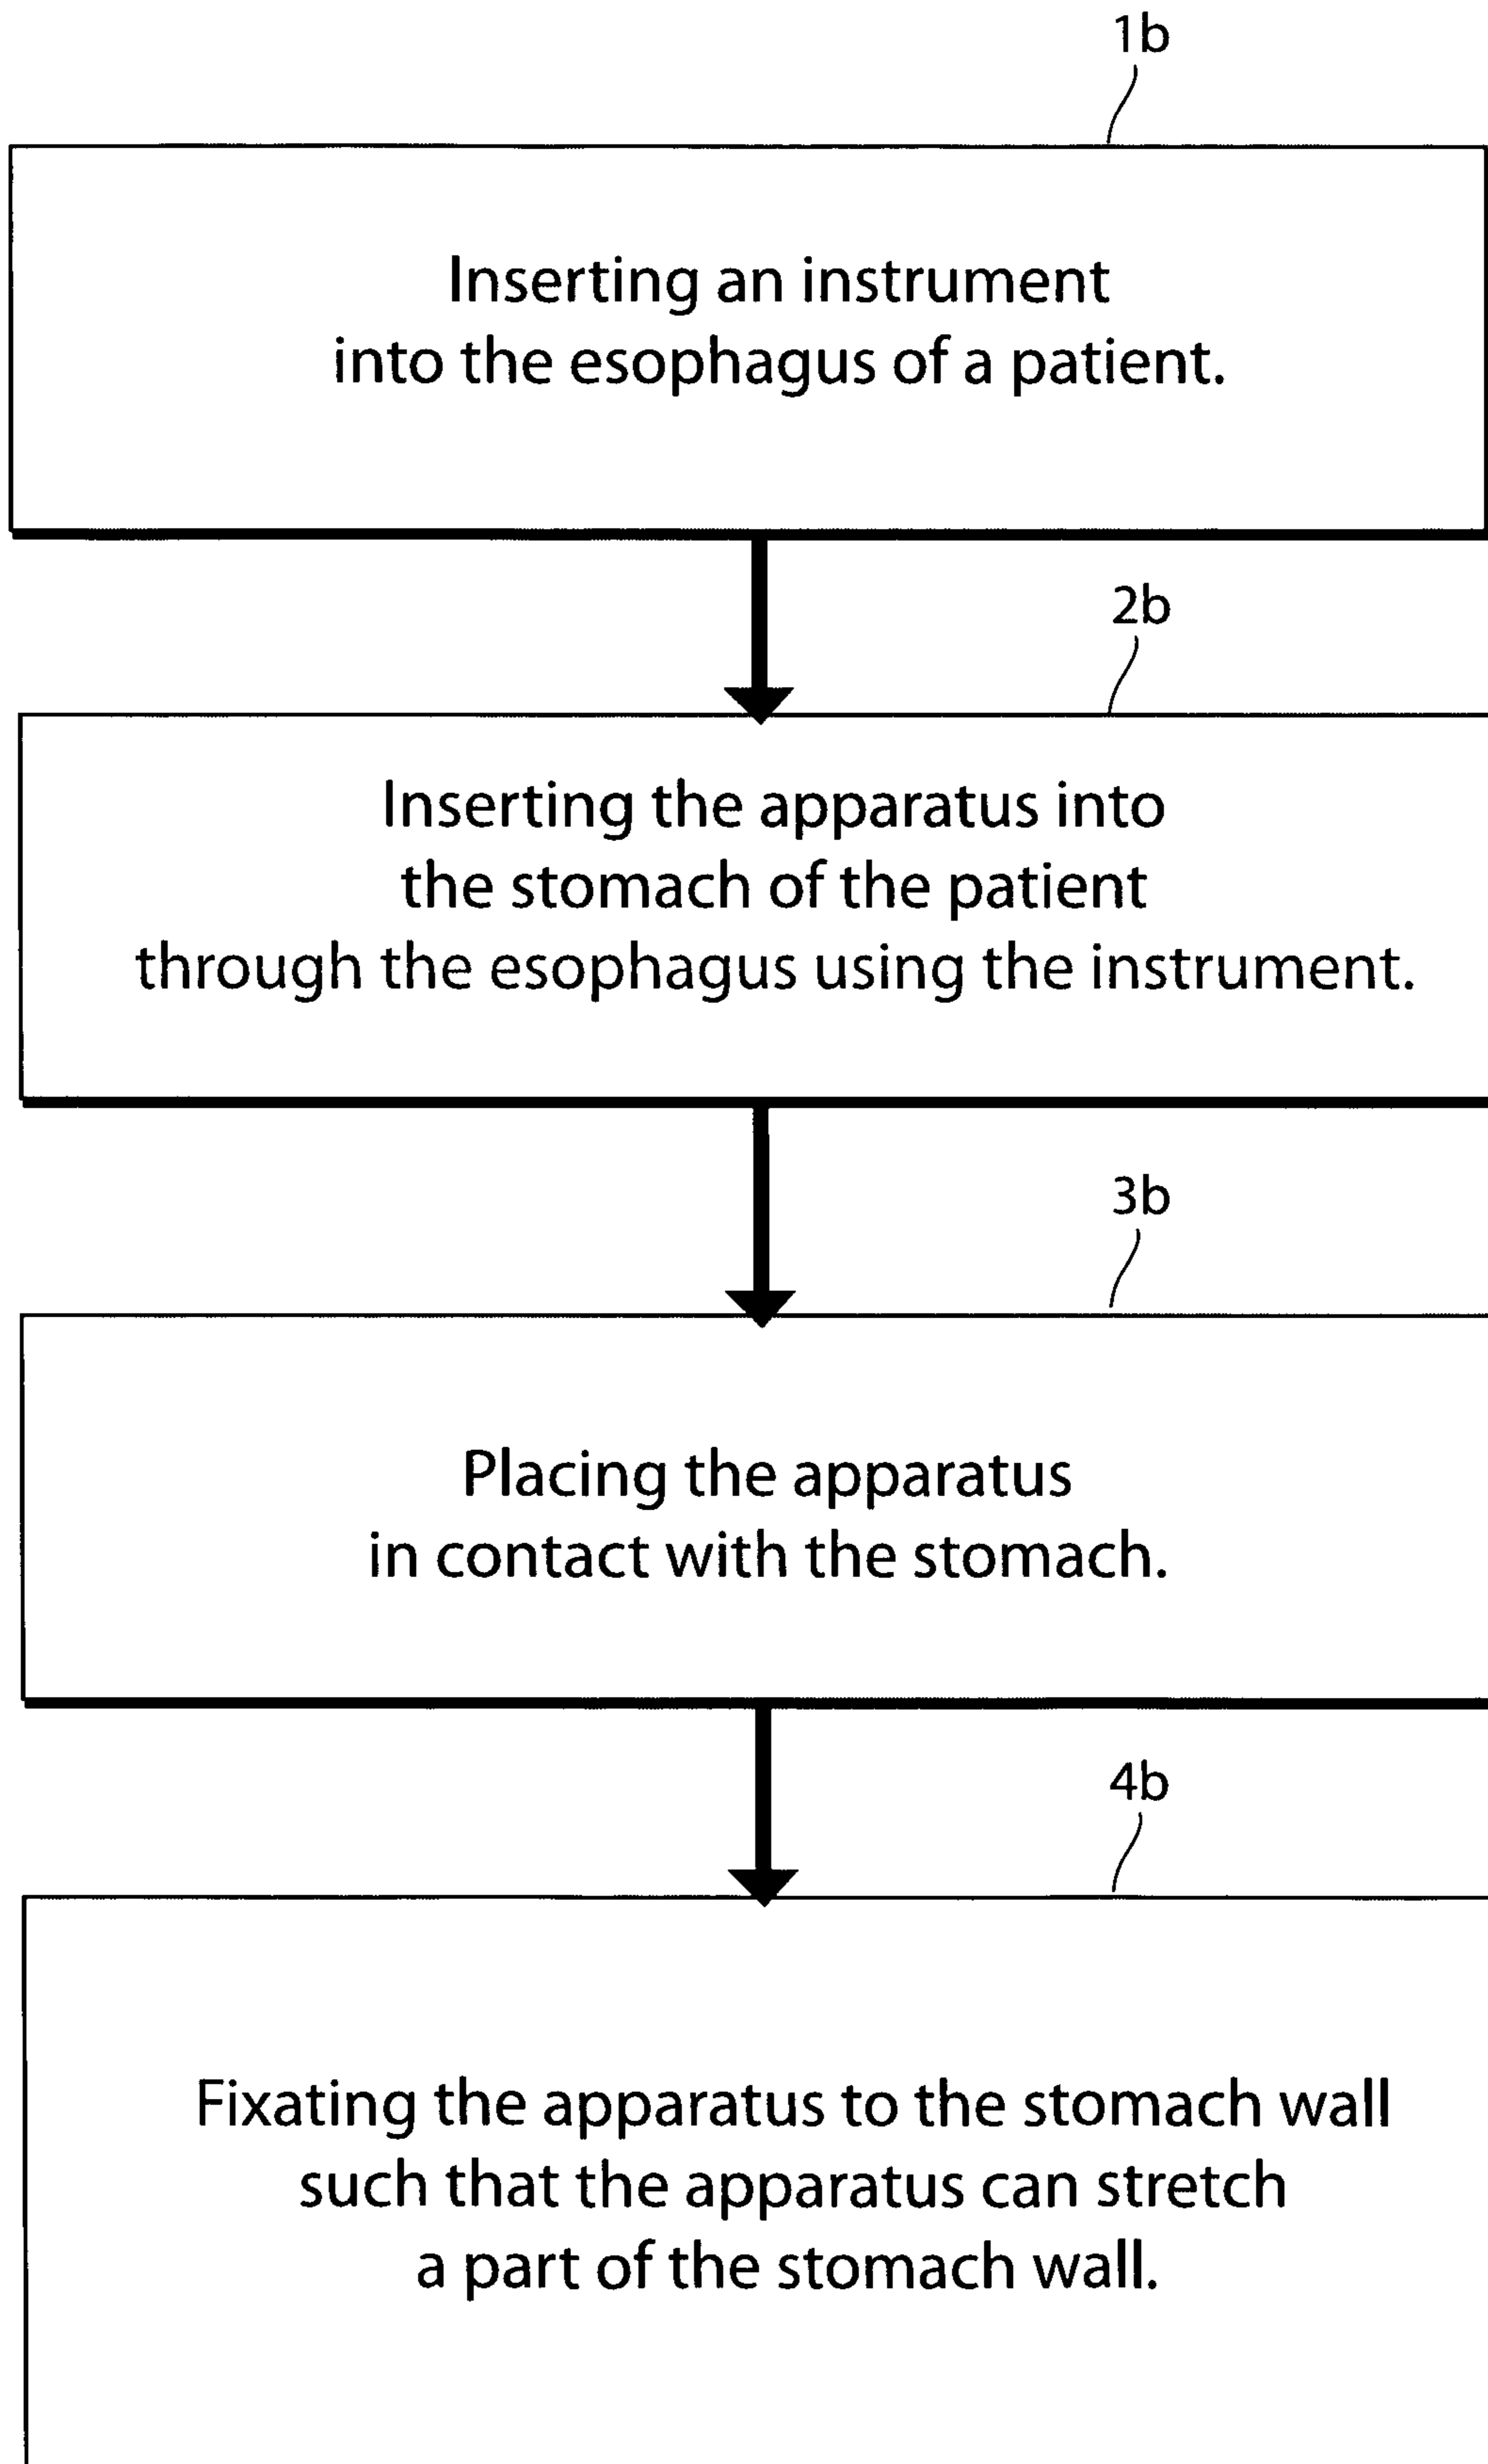 1b
Inserting an instrument
into the esophagus of a patient.
2b
Inserting the apparatus into
the stomach of the patient
through the esophagus using the instrument.
3b
Placing the apparatus
in contact with the stomach.
4b
Fixating the apparatus to the stomach wall
such that the apparatus can stretch
a part of the stomach wall.